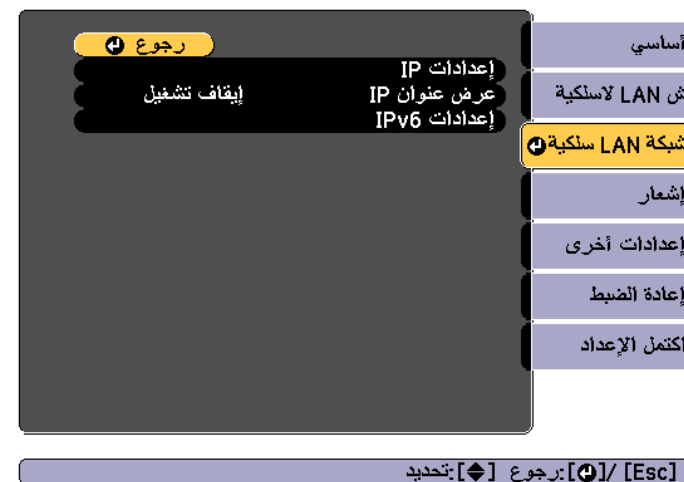 أساسي
ش LAN لاسلكية
شبكة LAN سلكية
إشعار
إعدادات أخرى
إعادة الضبط
اكتمل الإعداد
رجوع
إعدادات IP
عرض عنوان IP إيقاف تشغيل
إعدادات IPv6
[Esc] /[⏎]:رجوع [◆]:تحديد